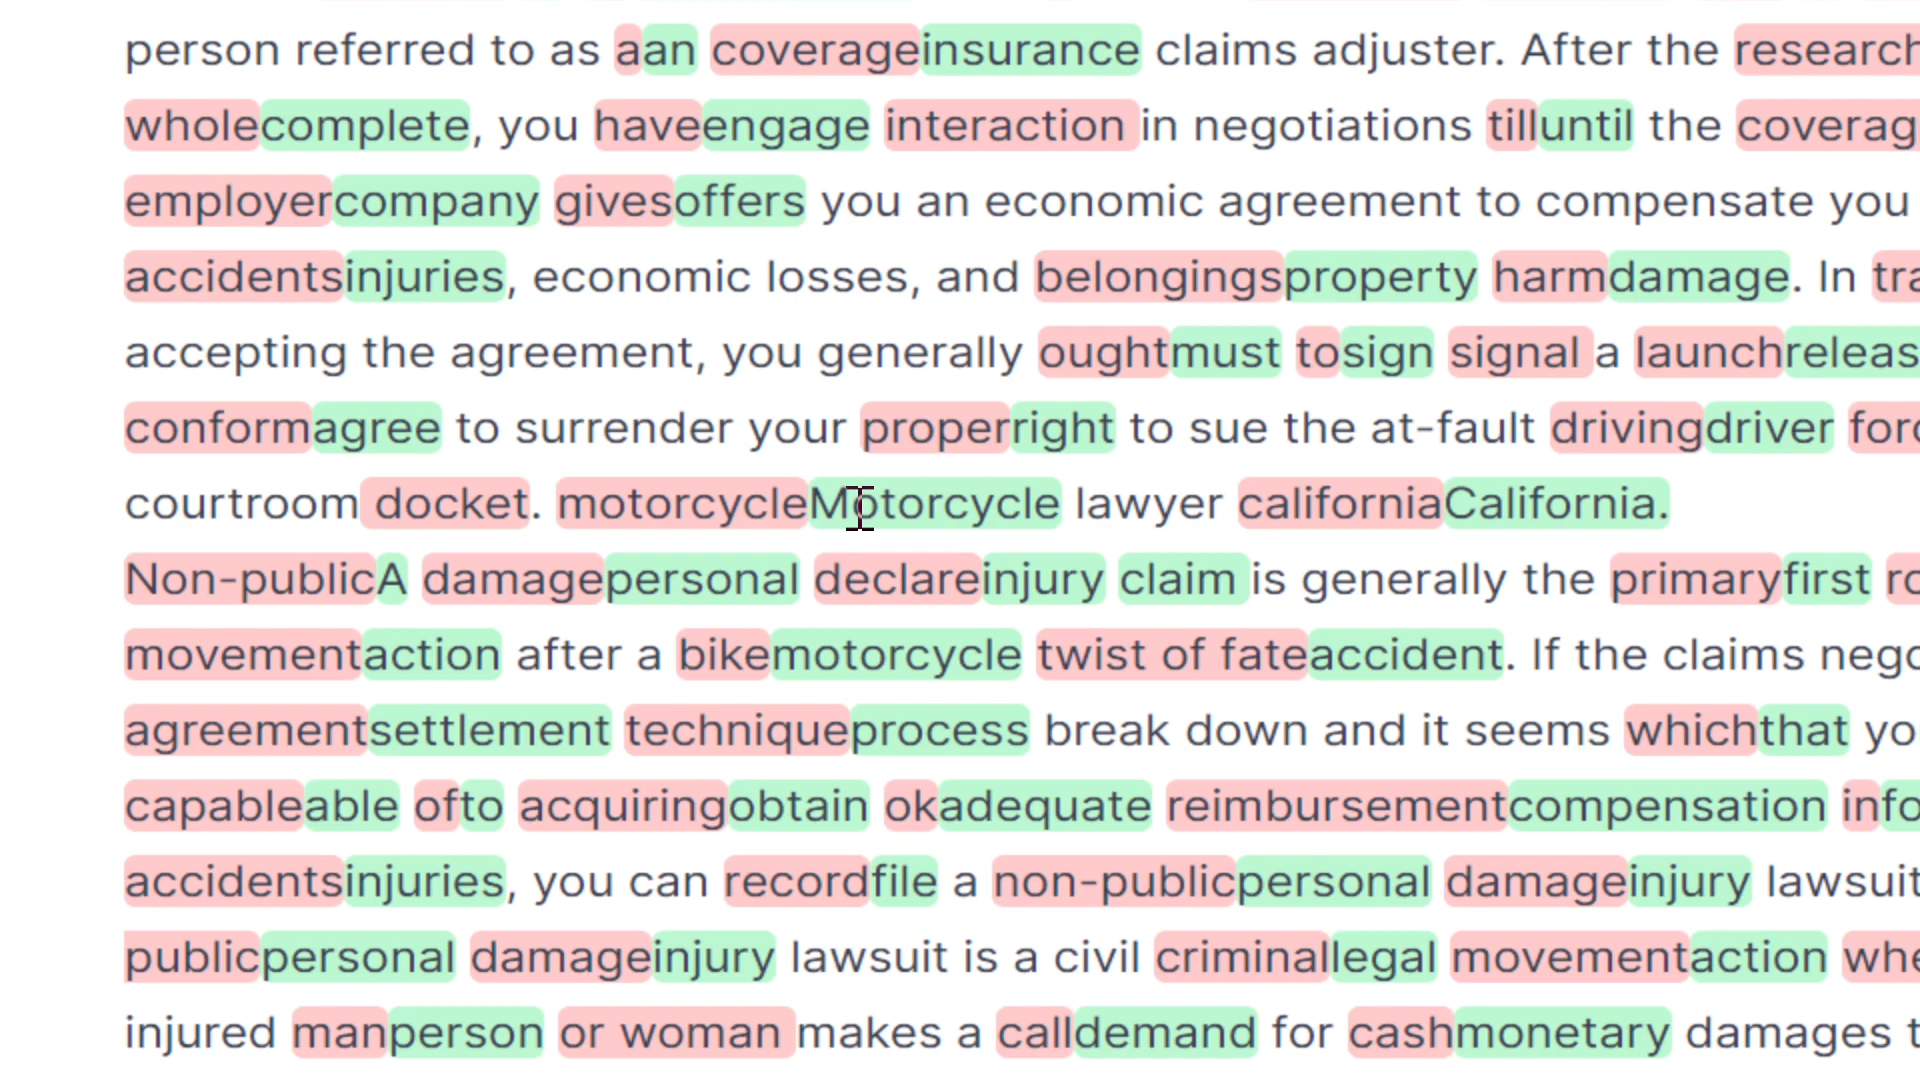 person referred to as aan coverageinsurance claims adjuster. After the research
wholecomplete, you haveengage interaction in negotiations tilluntil the coverag
employercompany givesoffers you an economic agreement to compensate you
accidentsinjuries, economic losses, and belongingsproperty harmdamage. In tra
accepting the agreement, you generally oughtmust tosign signal a launchreleas
conformagree to surrender your properright to sue the at-fault drivingdriver forc
courtroom docket. motorcycleMotorcycle lawyer californiaCalifornia.
Non-publicA damagepersonal declareinjury claim is generally the primaryfirst ro
movementaction after a bikemotorcycle twist of fateaccident. If the claims nego
agreementsettlement techniqueprocess break down and it seems whichthat yo
capableable ofto acquiringobtain okadequate reimbursementcompensation info
accidentsinjuries, you can recordfile a non-publicpersonal damageinjury lawsuit
publicpersonal damageinjury lawsuit is a civil criminallegal movementaction whe
injured manperson or woman makes a calldemand for cashmonetary damages t